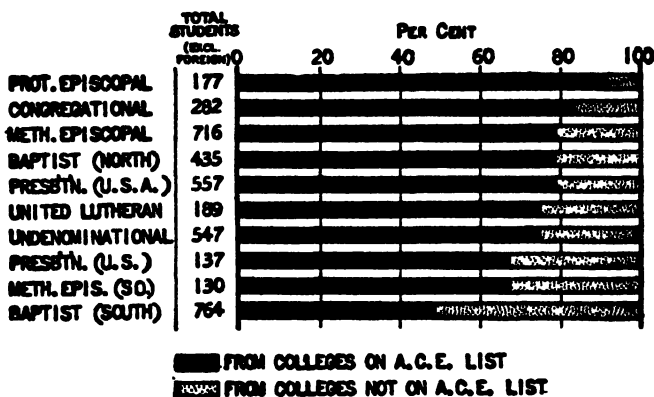 TOTAL STUDENTS (EXCL. FOREIGN)
PER CENT
0 20 40 60 80 100
PROT. EPISCOPAL 177
CONGREGATIONAL 282
METH. EPISCOPAL 716
BAPTIST (NORTH) 435
PRESBTN. (U.S.A.) 557
UNITED LUTHERAN 189
UNDENOMINATIONAL 547
PRESBTN. (U.S.) 137
METH. EPIS. (SO.) 130
BAPTIST (SOUTH) 764
FROM COLLEGES ON A.C.E. LIST
FROM COLLEGES NOT ON A.C.E. LIST